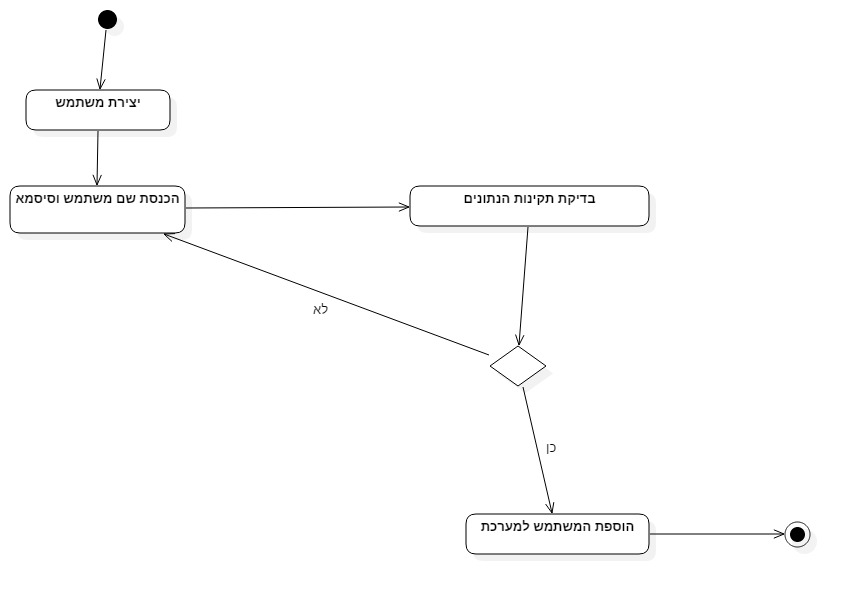 יצירת משתמש
הכנסת שם משתמש וסיסמא
בדיקת תקינות הנתונים
לא
כן
הוספת המשתמש למערכת